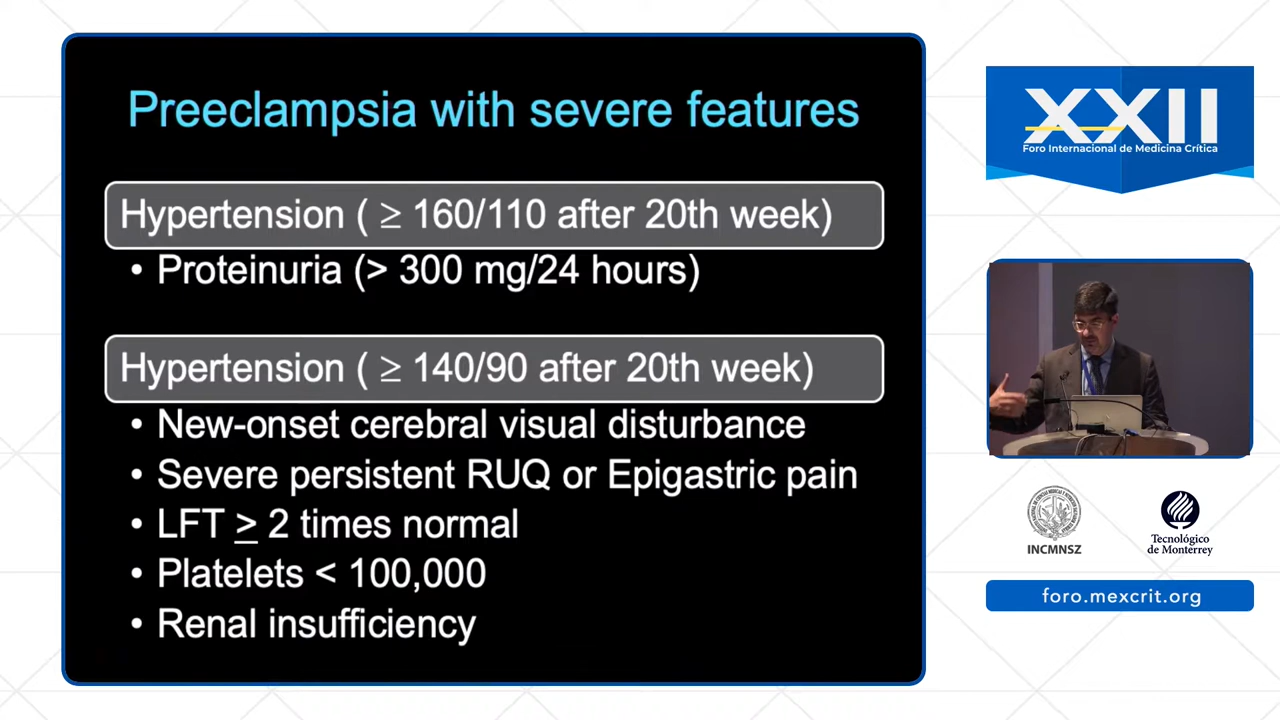 Preeclampsia with severe features
Hypertension ( ≥ 160/110 after 20th week)
• Proteinuria (> 300 mg/24 hours)
Hypertension ( ≥ 140/90 after 20th week)
• New-onset cerebral visual disturbance
• Severe persistent RUQ or Epigastric pain
• LFT ≥ 2 times normal
• Platelets < 100,000
• Renal insufficiency
XXII
Foro Internacional de Medicina Crítica
INCMNSZ
Tecnológico
de Monterrey
foro.mexcrit.org